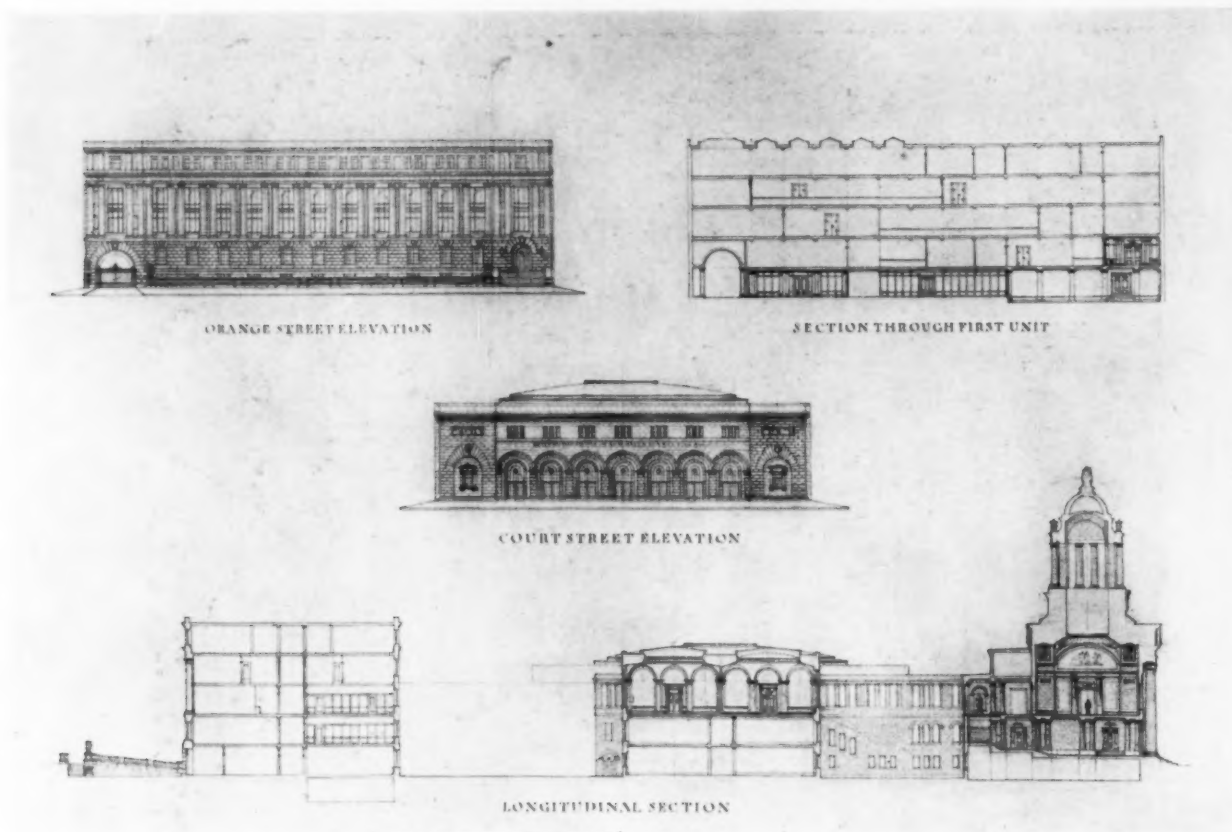 ORANGE STREET ELEVATION
SECTION THROUGH FIRST UNIT
COURT STREET ELEVATION
LONGITUDINAL SECTION